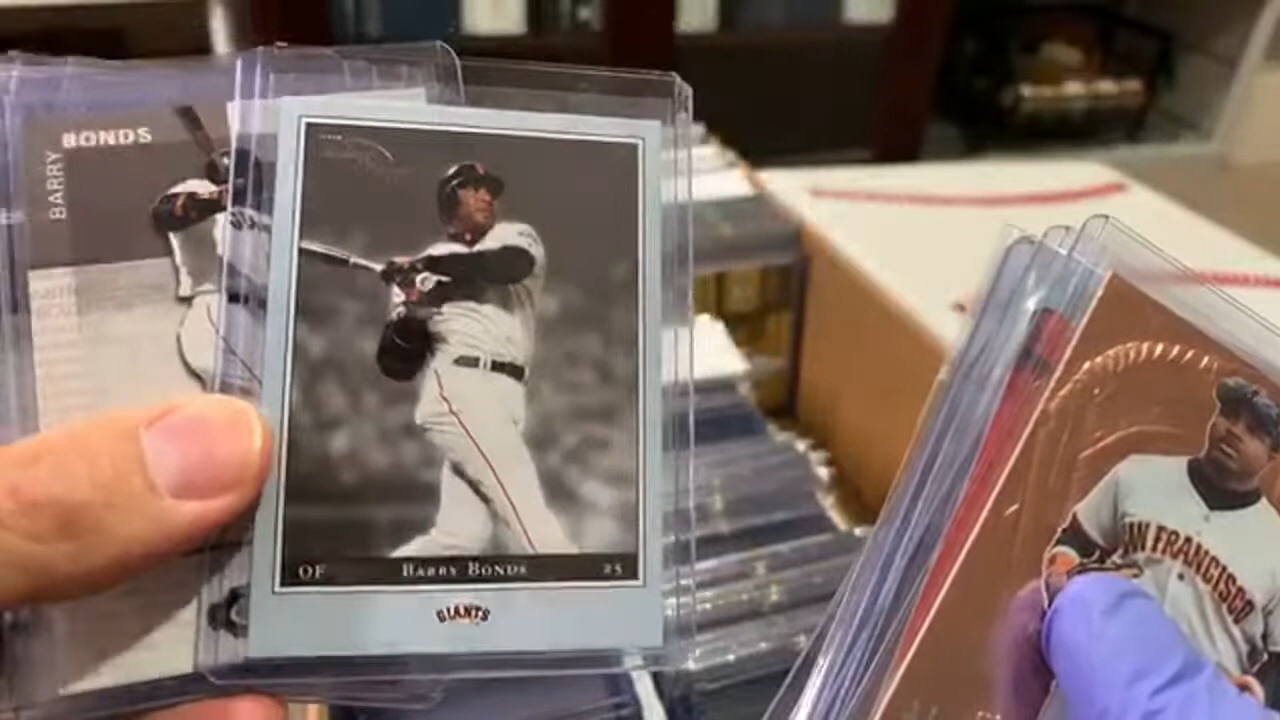 BONDS
BARRY
OF BARRY BONDS 25
GIANTS
SAN FRANCISCO